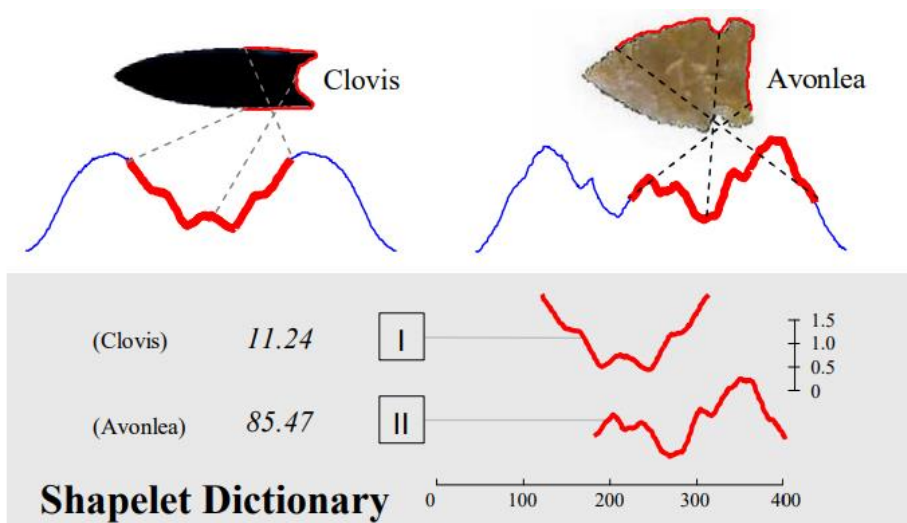 Clovis
Avonlea
(Clovis) 11.24 I
1.5
1.0
0.5
0
(Avonlea) 85.47 II
Shapelet Dictionary
0 100 200 300 400